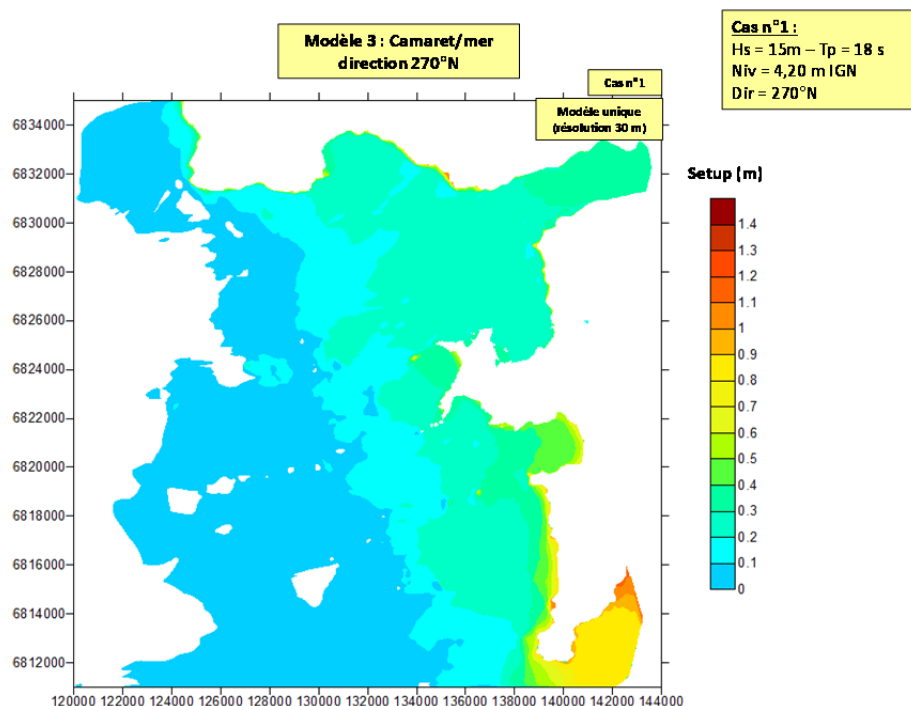 Modèle 3 : Camaret/mer
direction 270°N
Cas n°1 :
Hs = 15m – Tp = 18 s
Niv = 4,20 m IGN
Dir = 270°N
Cas n°1
Modèle unique
(résolution 30 m)
Setup (m)
1.4
1.3
1.2
1.1
1
0.9
0.8
0.7
0.6
0.5
0.4
0.3
0.2
0.1
0
6834000
6832000
6830000
6828000
6826000
6824000
6822000
6820000
6818000
6816000
6814000
6812000
120000 122000 124000 126000 128000 130000 132000 134000 136000 138000 140000 142000 144000